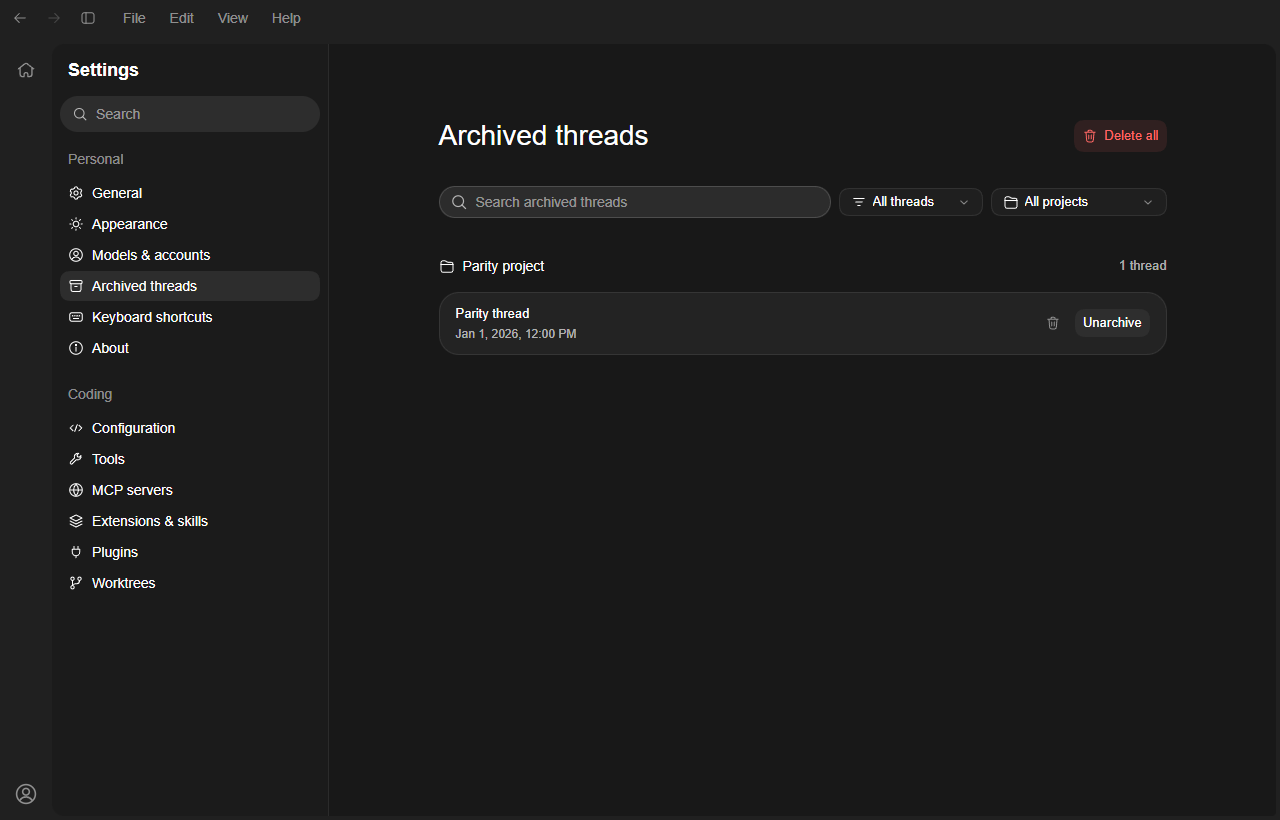 File Edit View Help
Settings
Search
Personal
General
Appearance
Models & accounts
Archived threads
Keyboard shortcuts
About
Coding
Configuration
Tools
MCP servers
Extensions & skills
Plugins
Worktrees
Archived threads
Delete all
Search archived threads
All threads
All projects
Parity project
1 thread
Parity thread
Jan 1, 2026, 12:00 PM
Unarchive